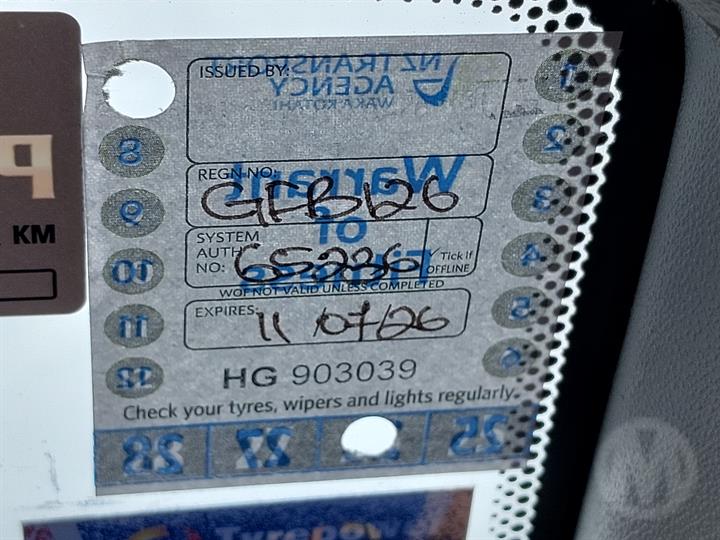 ISSUED BY:
NZ TRANSPORT
AGENCY
WAKA KOTAHI
1
2
3
4
5
6
8
9
10
11
12
Warrant
of
Fitness
REGN NO:
GFB126
SYSTEM
AUTH
NO: 65236
Tick if
OFFLINE
WOF NOT VALID UNLESS COMPLETED
EXPIRES: 11/07/26
HG 903039
Check your tyres, wipers and lights regularly.
28 27 25
P
KM
M